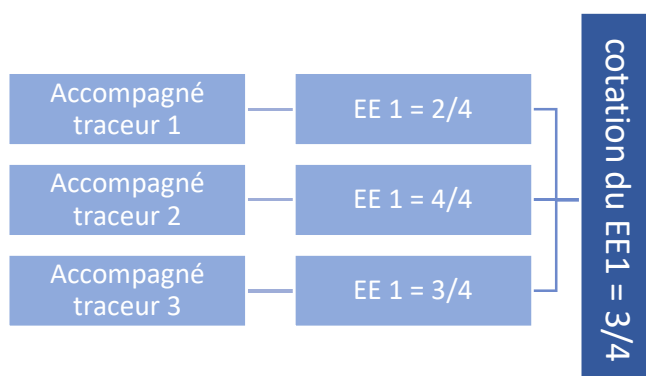 Accompagné
traceur 1
EE 1 = 2/4
Accompagné
traceur 2
EE 1 = 4/4
Accompagné
traceur 3
EE 1 = 3/4
cotation du EE1 = 3/4